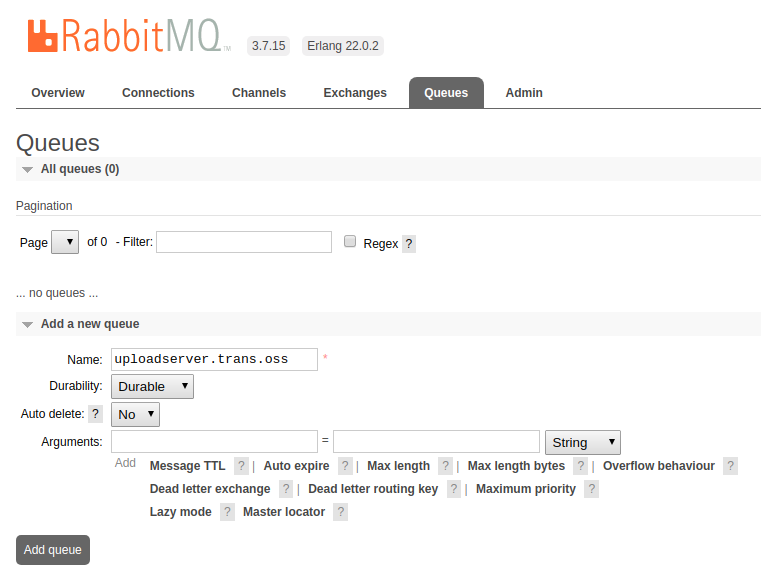 RabbitMQ TM 3.7.15 Erlang 22.0.2
Overview Connections Channels Exchanges Queues Admin
Queues
All queues (0)
Pagination
Page of 0 - Filter: Regex ?
... no queues ...
Add a new queue
Name: uploadserver.trans.oss *
Durability: Durable
Auto delete: ? No
Arguments: = String
Add Message TTL ? | Auto expire ? | Max length ? | Max length bytes ? | Overflow behaviour ?
Dead letter exchange ? | Dead letter routing key ? | Maximum priority ?
Lazy mode ? Master locator ?
Add queue